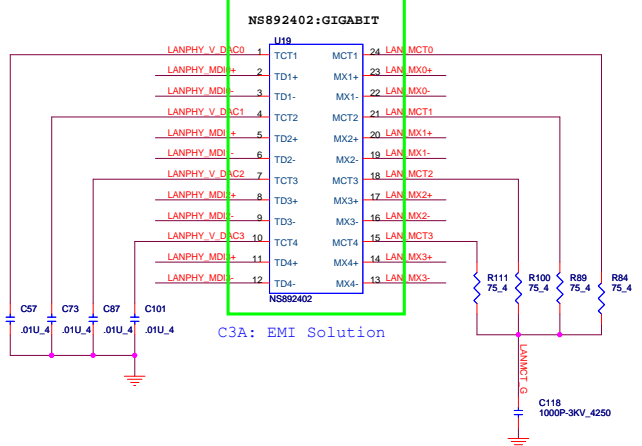 NS892402:GIGABIT
U19
LANPHY_V_DAC0 1 TCT1 MCT1 24 LAN_MCT0
LANPHY_MDI0+ 2 TD1+ MX1+ 23 LAN_MX0+
LANPHY_MDI0- 3 TD1- MX1- 22 LAN_MX0-
LANPHY_V_DAC1 4 TCT2 MCT2 21 LAN_MCT1
LANPHY_MDI1+ 5 TD2+ MX2+ 20 LAN_MX1+
LANPHY_MDI1- 6 TD2- MX2- 19 LAN_MX1-
LANPHY_V_DAC2 7 TCT3 MCT3 18 LAN_MCT2
LANPHY_MDI2+ 8 TD3+ MX3+ 17 LAN_MX2+
LANPHY_MDI2- 9 TD3- MX3- 16 LAN_MX2-
LANPHY_V_DAC3 10 TCT4 MCT4 15 LAN_MCT3
LANPHY_MDI3+ 11 TD4+ MX4+ 14 LAN_MX3+
LANPHY_MDI3- 12 TD4- MX4- 13 LAN_MX3-
NS892402
R111 R100 R89 R84
75_4 75_4 75_4 75_4
C57 C73 C87 C101
.01U_4 .01U_4 .01U_4 .01U_4
C3A: EMI Solution
LANMCT_G
C118
1000P-3KV_4250